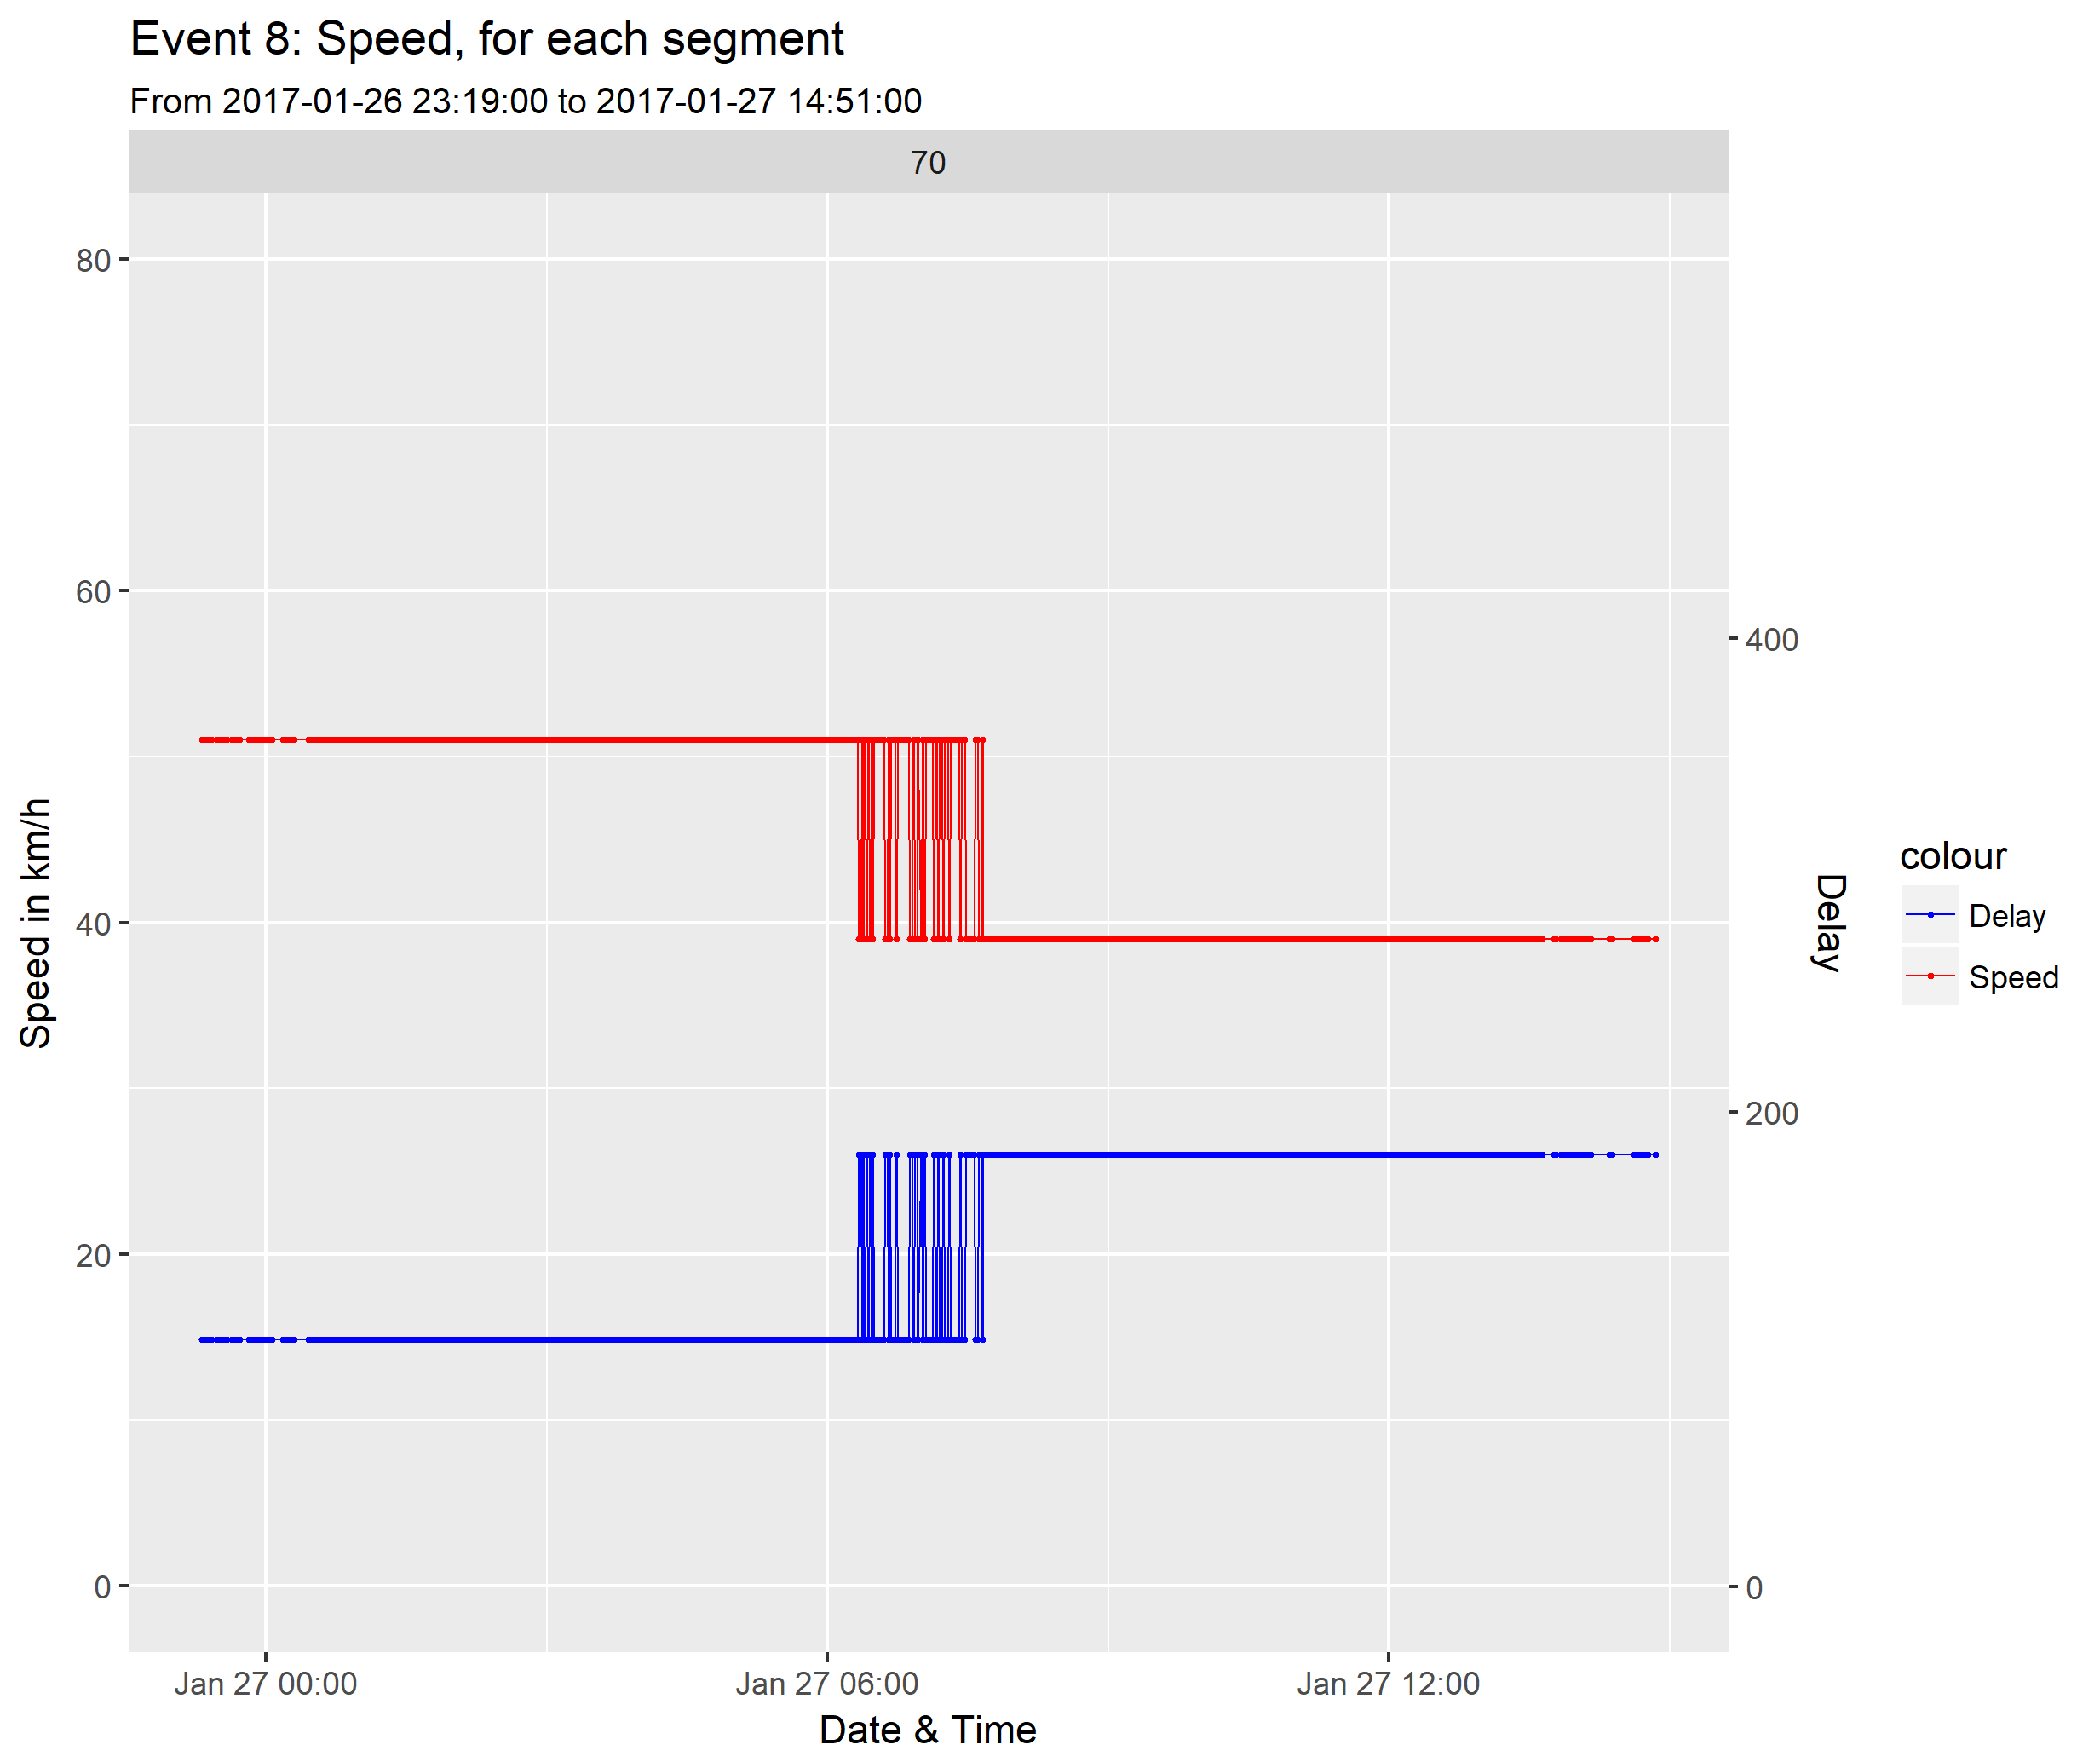 Event 8: Speed, for each segment
From 2017-01-26 23:19:00 to 2017-01-27 14:51:00
70
80
60
40
20
0
Speed in km/h
400
200
0
Delay
colour
Delay
Speed
Jan 27 00:00
Jan 27 06:00
Jan 27 12:00
Date & Time